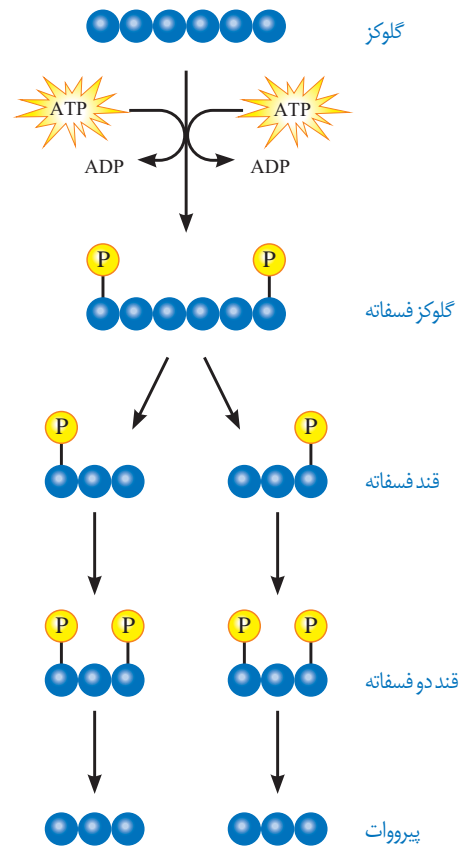 گلوکز
ATP ATP
ADP ADP
P P
گلوکز فسفاته
P P
قند فسفاته
P P P P
قند دو فسفاته
پیرووات